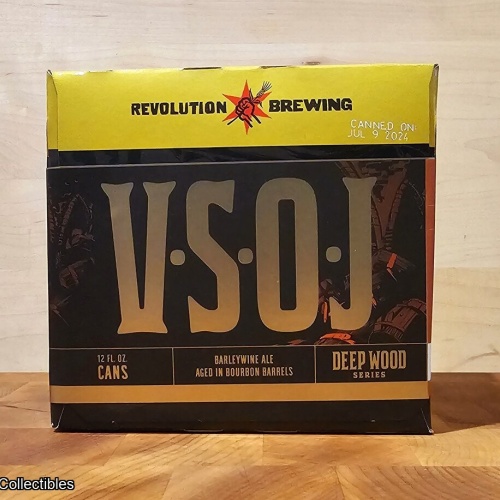 REVOLUTION BREWING
CANNED ON:
JUL 9 2024
V·S·O·J
12 FL. OZ.
CANS
BARLEYWINE ALE
AGED IN BOURBON BARRELS
DEEP WOOD
SERIES
Collectibles